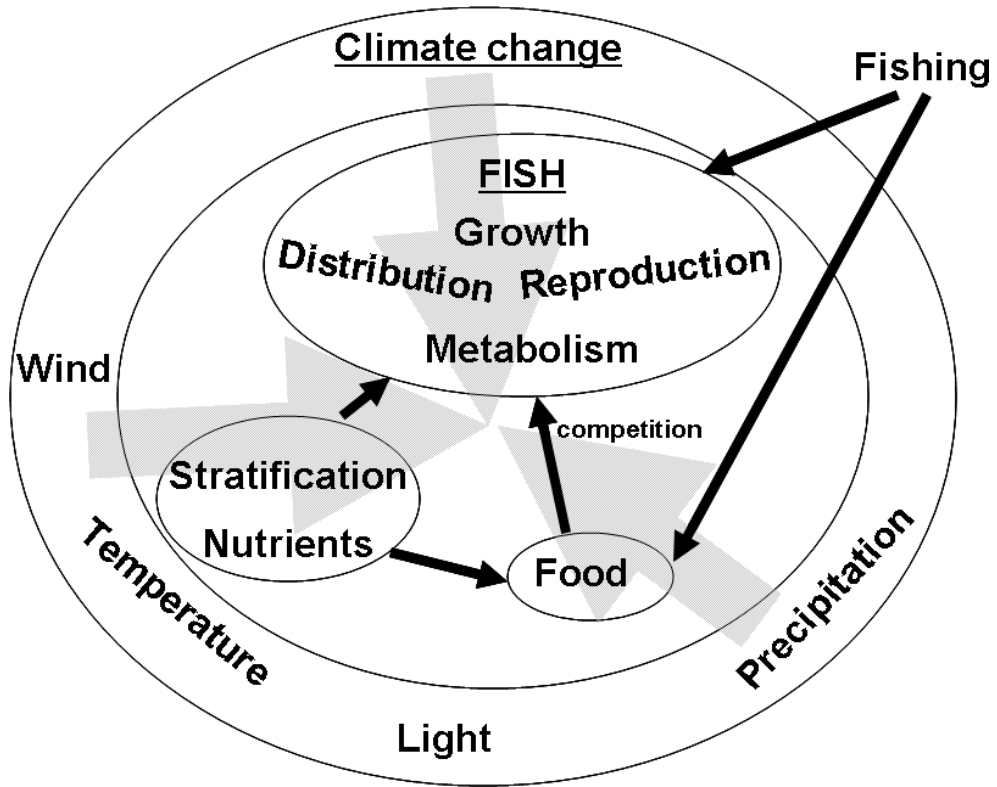 Climate change
Fishing
FISH
Growth
Distribution Reproduction
Metabolism
Wind
competition
Stratification
Nutrients
Food
Temperature
Precipitation
Light